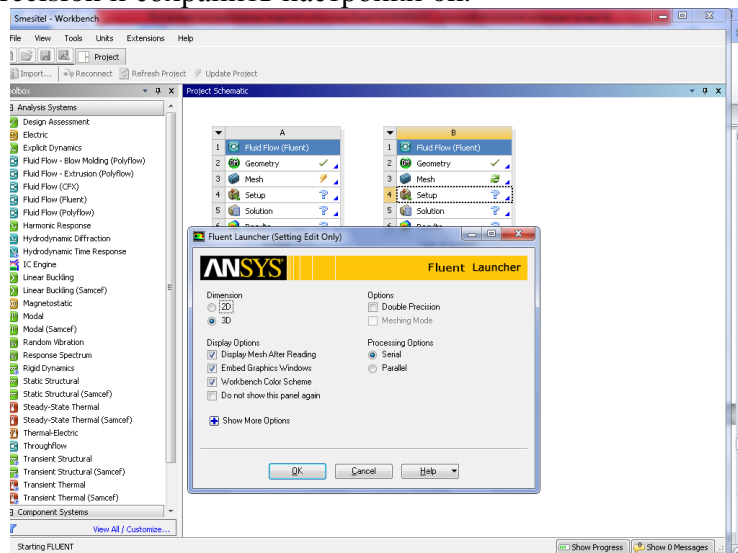 recision и сохранить настройки ок.
Smesitel - Workbench
File View Tools Units Extensions Help
Project
Import... Reconnect Refresh Project Update Project
Project Schematic
Analysis Systems
Design Assessment
Electric
Explicit Dynamics
Fluid Flow - Blow Molding (Polyflow)
Fluid Flow - Extrusion (Polyflow)
Fluid Flow (CFX)
Fluid Flow (Fluent)
Fluid Flow (Polyflow)
Harmonic Response
Hydrodynamic Diffraction
Hydrodynamic Time Response
IC Engine
Linear Buckling
Linear Buckling (Samcef)
Magnetostatic
Modal
Modal (Samcef)
Random Vibration
Response Spectrum
Rigid Dynamics
Static Structural
Static Structural (Samcef)
Steady-State Thermal
Steady-State Thermal (Samcef)
Thermal-Electric
Throughflow
Transient Structural
Transient Structural (Samcef)
Transient Thermal
Transient Thermal (Samcef)
Component Systems
View All / Customize...
A
1 Fluid Flow (Fluent)
2 Geometry
3 Mesh
4 Setup
5 Solution
B
1 Fluid Flow (Fluent)
2 Geometry
3 Mesh
4 Setup
5 Solution
Fluent Launcher (Setting Edit Only)
ANSYS
Fluent Launcher
Dimension
2D
3D
Display Options
Display Mesh After Reading
Embed Graphics Windows
Workbench Color Scheme
Do not show this panel again
Show More Options
Options
Double Precision
Meshing Mode
Processing Options
Serial
Parallel
OK Cancel Help
Starting FLUENT
Show Progress Show 0 Messages